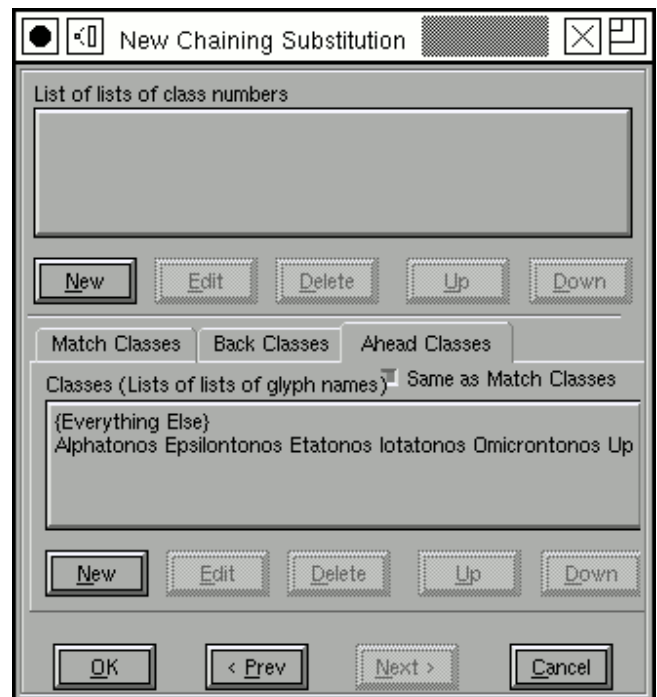 New Chaining Substitution
List of lists of class numbers
New Edit Delete Up Down
Match Classes Back Classes Ahead Classes
Classes (Lists of lists of glyph names) Same as Match Classes
{Everything Else}
Alphatonos Epsilontonos Etatonos Iotatonos Omicrontonos Up
New Edit Delete Up Down
OK < Prev Next > Cancel